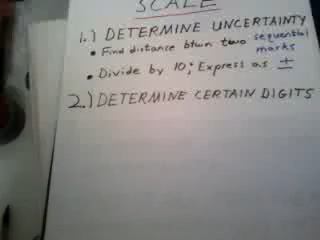 SCALE
1.) DETERMINE UNCERTAINTY
• Find distance btwn two sequential
marks
• Divide by 10; Express as ±
2.) DETERMINE CERTAIN DIGITS